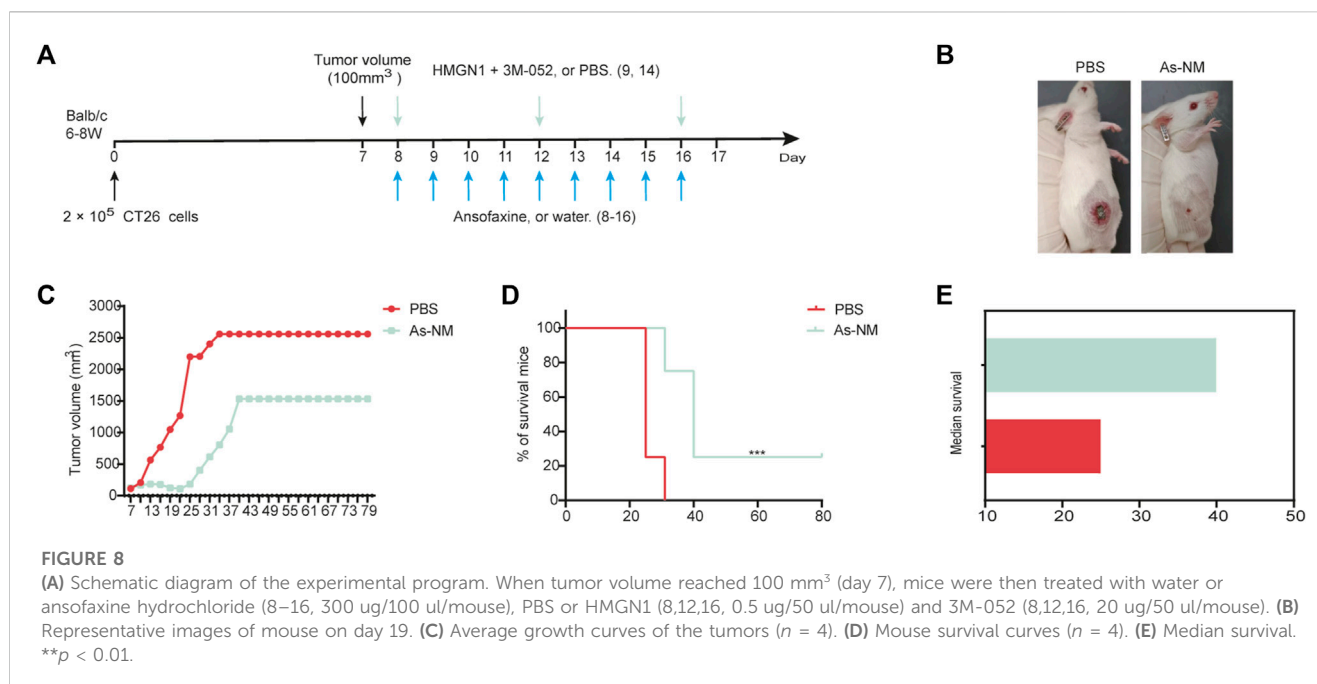 A
Tumor volume
(100mm³)
HMGN1 + 3M-052, or PBS. (9, 14)
Balb/c
6-8W
0
7 8 9 10 11 12 13 14 15 16 17 Day
2 × 10⁵ CT26 cells
Ansofaxine, or water. (8-16)
B
PBS As-NM
C
PBS
As-NM
Tumor volume (mm³)
3000
2500
2000
1500
1000
500
0
7 13 19 25 31 37 43 49 55 61 67 73 79
D
PBS
As-NM
% of survival mice
100
80
60
40
20
0
***
0 20 40 60 80
E
Median survival
10 20 30 40 50
FIGURE 8
(A) Schematic diagram of the experimental program. When tumor volume reached 100 mm³ (day 7), mice were then treated with water or
ansofaxine hydrochloride (8–16, 300 ug/100 ul/mouse), PBS or HMGN1 (8,12,16, 0.5 ug/50 ul/mouse) and 3M-052 (8,12,16, 20 ug/50 ul/mouse). (B)
Representative images of mouse on day 19. (C) Average growth curves of the tumors (n = 4). (D) Mouse survival curves (n = 4). (E) Median survival.
**p < 0.01.